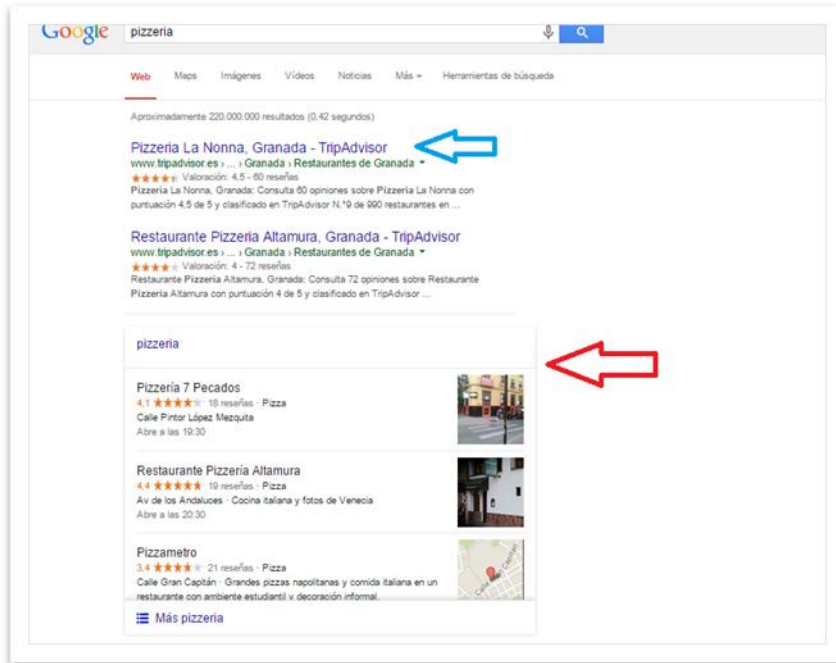 Google pizzeria
Web Maps Imágenes Vídeos Noticias Más Herramientas de búsqueda
Aproximadamente 220.000.000 resultados (0,42 segundos)
Pizzeria La Nonna, Granada - TripAdvisor
www.tripadvisor.es › ... › Granada › Restaurantes de Granada
Valoración: 4,5 - 60 reseñas
Pizzeria La Nonna, Granada: Consulta 60 opiniones sobre Pizzeria La Nonna con
puntuación 4,5 de 5 y clasificado en TripAdvisor N.°9 de 990 restaurantes en ...
Restaurante Pizzeria Altamura, Granada - TripAdvisor
www.tripadvisor.es › ... › Granada › Restaurantes de Granada
Valoración: 4 - 72 reseñas
Restaurante Pizzeria Altamura, Granada: Consulta 72 opiniones sobre Restaurante
Pizzeria Altamura con puntuación 4 de 5 y clasificado en TripAdvisor ...
pizzeria
Pizzería 7 Pecados
4,1 18 reseñas · Pizza
Calle Pintor López Mezquita
Abre a las 19:30
Restaurante Pizzería Altamura
4,4 19 reseñas · Pizza
Av de los Andaluces · Cocina italiana y fotos de Venecia
Abre a las 20:30
Pizzametro
3,4 21 reseñas · Pizza
Calle Gran Capitán · Grandes pizzas napolitanas y comida italiana en un
restaurante con ambiente estudiantil y decoración informal.
Calle Gran Capitán
Más pizzeria